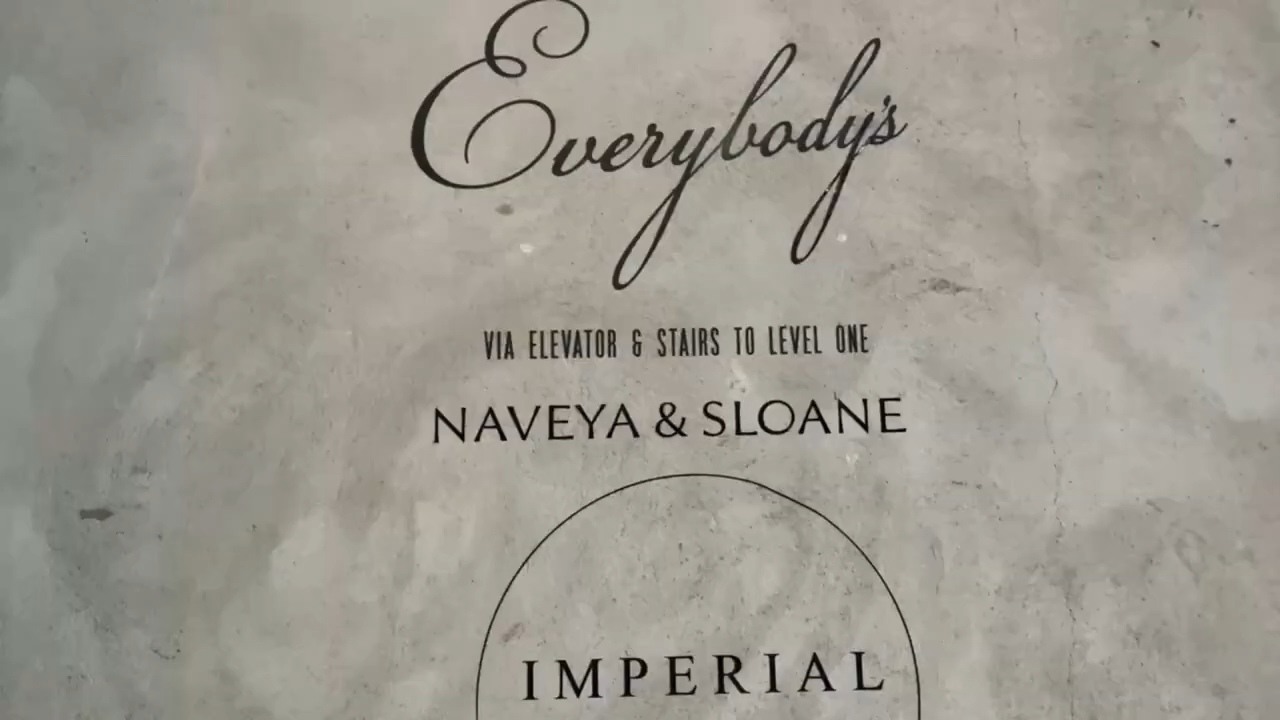 Everybody's
VIA ELEVATOR & STAIRS TO LEVEL ONE
NAVEYA & SLOANE
IMPERIAL